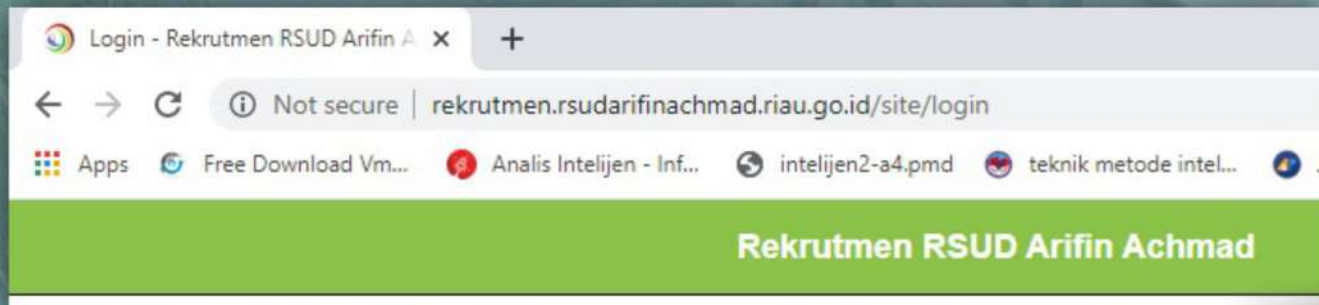 Login - Rekrutmen RSUD Arifin A
Not secure | rekrutmen.rsudarifinachmad.riau.go.id/site/login
Apps Free Download Vm... Analis Intelijen - Inf... intelijen2-a4.pmd teknik metode intel...
Rekrutmen RSUD Arifin Achmad